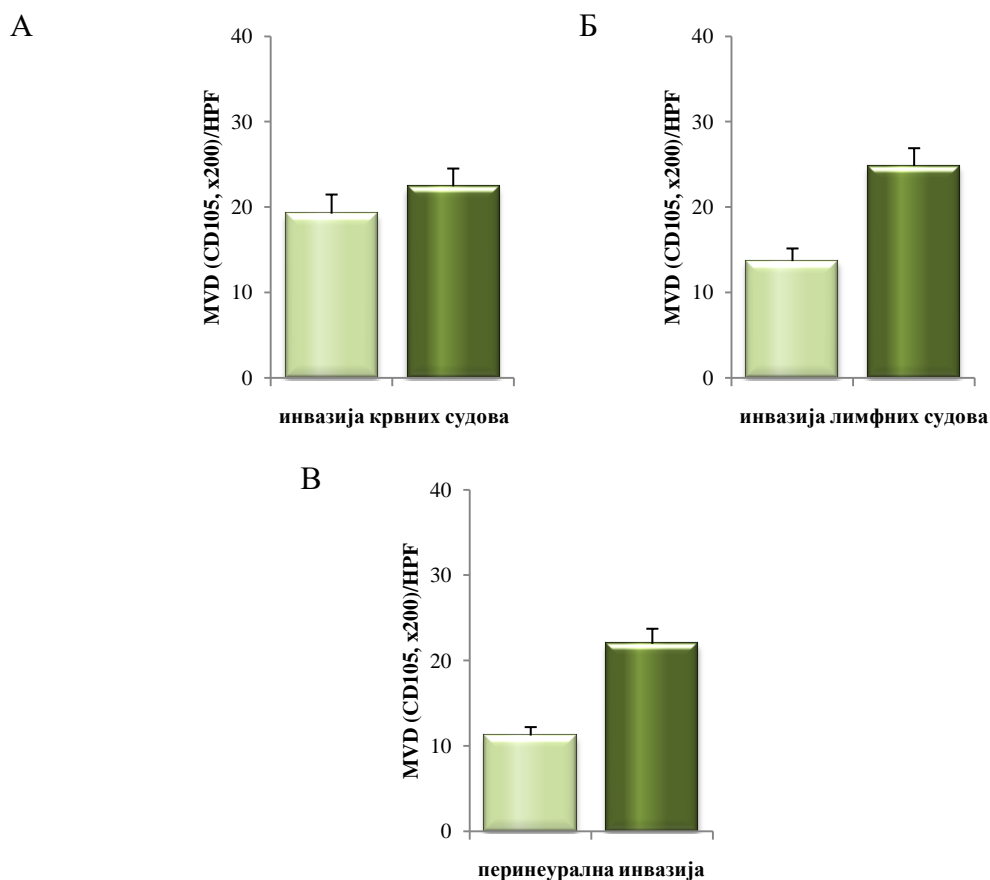 А
40
30
20
10
0
MVD (CD105, x200)/HPF
инвазија крвних судова
Б
40
30
20
10
0
MVD (CD105, x200)/HPF
инвазија лимфних судова
В
40
30
20
10
0
MVD (CD105, x200)/HPF
перинеурална инвазија